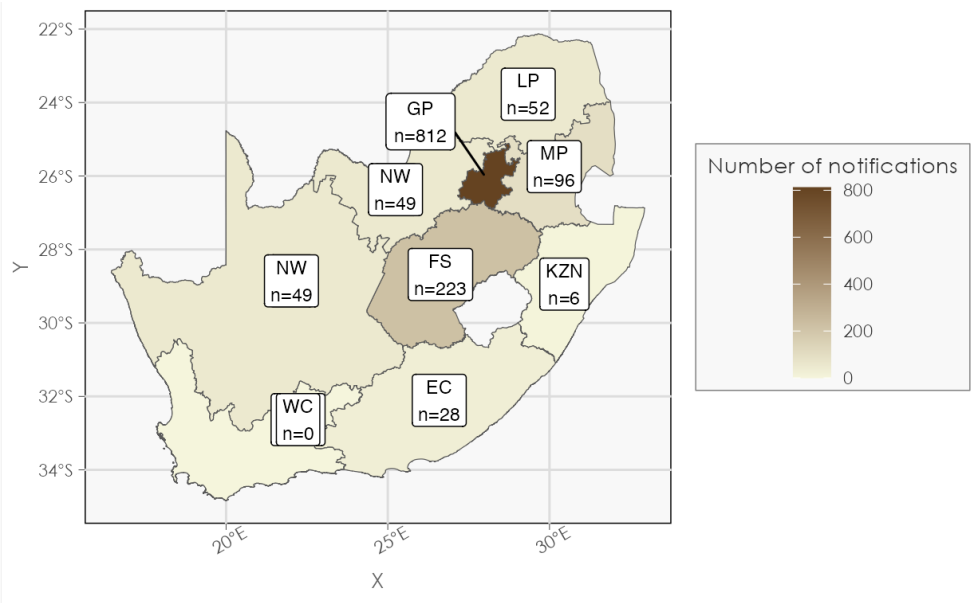 22°S
24°S
26°S
28°S
30°S
32°S
34°S
Y
LP
n=52
GP
n=812
MP
n=96
NW
n=49
NW
n=49
FS
n=223
KZN
n=6
EC
n=28
WC
n=0
20°E
25°E
30°E
X
Number of notifications
800
600
400
200
0